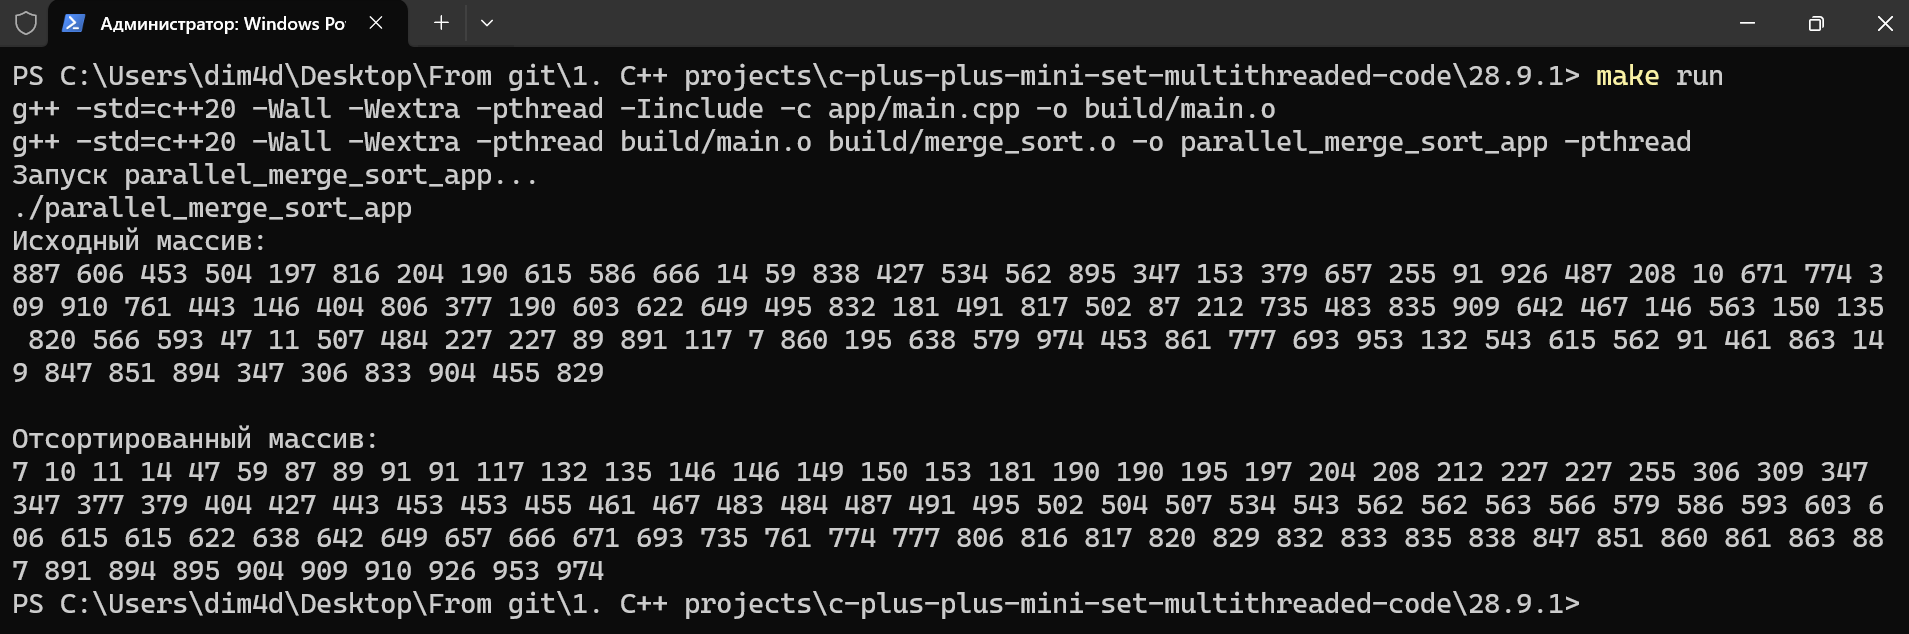 Администратор: Windows Po
PS C:\Users\dim4d\Desktop\From git\1. C++ projects\c-plus-plus-mini-set-multithreaded-code\28.9.1> make run
g++ -std=c++20 -Wall -Wextra -pthread -Iinclude -c app/main.cpp -o build/main.o
g++ -std=c++20 -Wall -Wextra -pthread build/main.o build/merge_sort.o -o parallel_merge_sort_app -pthread
Запуск parallel_merge_sort_app...
./parallel_merge_sort_app
Исходный массив:
887 606 453 504 197 816 204 190 615 586 666 14 59 838 427 534 562 895 347 153 379 657 255 91 926 487 208 10 671 774 3
09 910 761 443 146 404 806 377 190 603 622 649 495 832 181 491 817 502 87 212 735 483 835 909 642 467 146 563 150 135
 820 566 593 47 11 507 484 227 227 89 891 117 7 860 195 638 579 974 453 861 777 693 953 132 543 615 562 91 461 863 14
9 847 851 894 347 306 833 904 455 829

Отсортированный массив:
7 10 11 14 47 59 87 89 91 91 117 132 135 146 146 149 150 153 181 190 190 195 197 204 208 212 227 227 255 306 309 347
347 377 379 404 427 443 453 453 455 461 467 483 484 487 491 495 502 504 507 534 543 562 562 563 566 579 586 593 603 6
06 615 615 622 638 642 649 657 666 671 693 735 761 774 777 806 816 817 820 829 832 833 835 838 847 851 860 861 863 88
7 891 894 895 904 909 910 926 953 974
PS C:\Users\dim4d\Desktop\From git\1. C++ projects\c-plus-plus-mini-set-multithreaded-code\28.9.1>